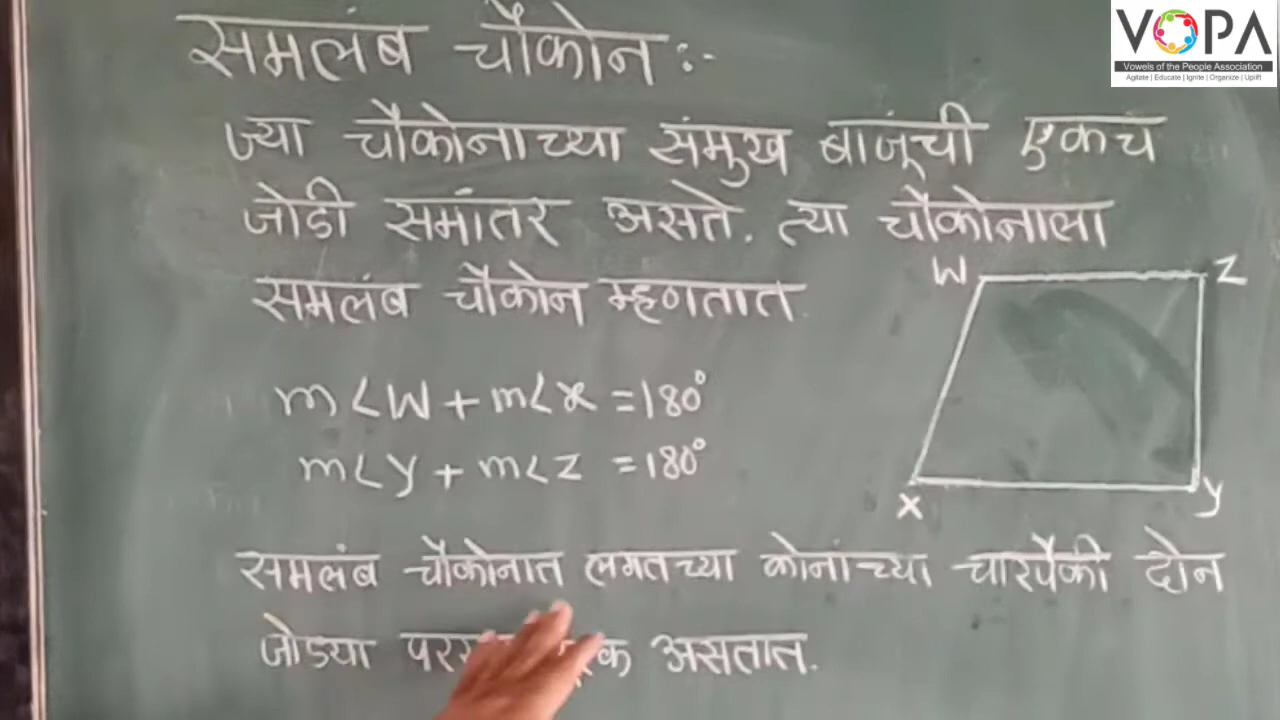 समलंब चौकोन :-
ज्या चौकोनाच्या संमुख बाजूंची एकच
जोडी समांतर असते. त्या चौकोनाला
समलंब चौकोन म्हणतात.
W
Z
m∠W + m∠X = 180°
m∠Y + m∠Z = 180°
X
Y
समलंब चौकोनात लगतच्या कोनांच्या चारपैकी दोन
जोड्या असतात.
VOPA
Vowels of the People Association
Agitate | Educate | Ignite | Organize | Uplift